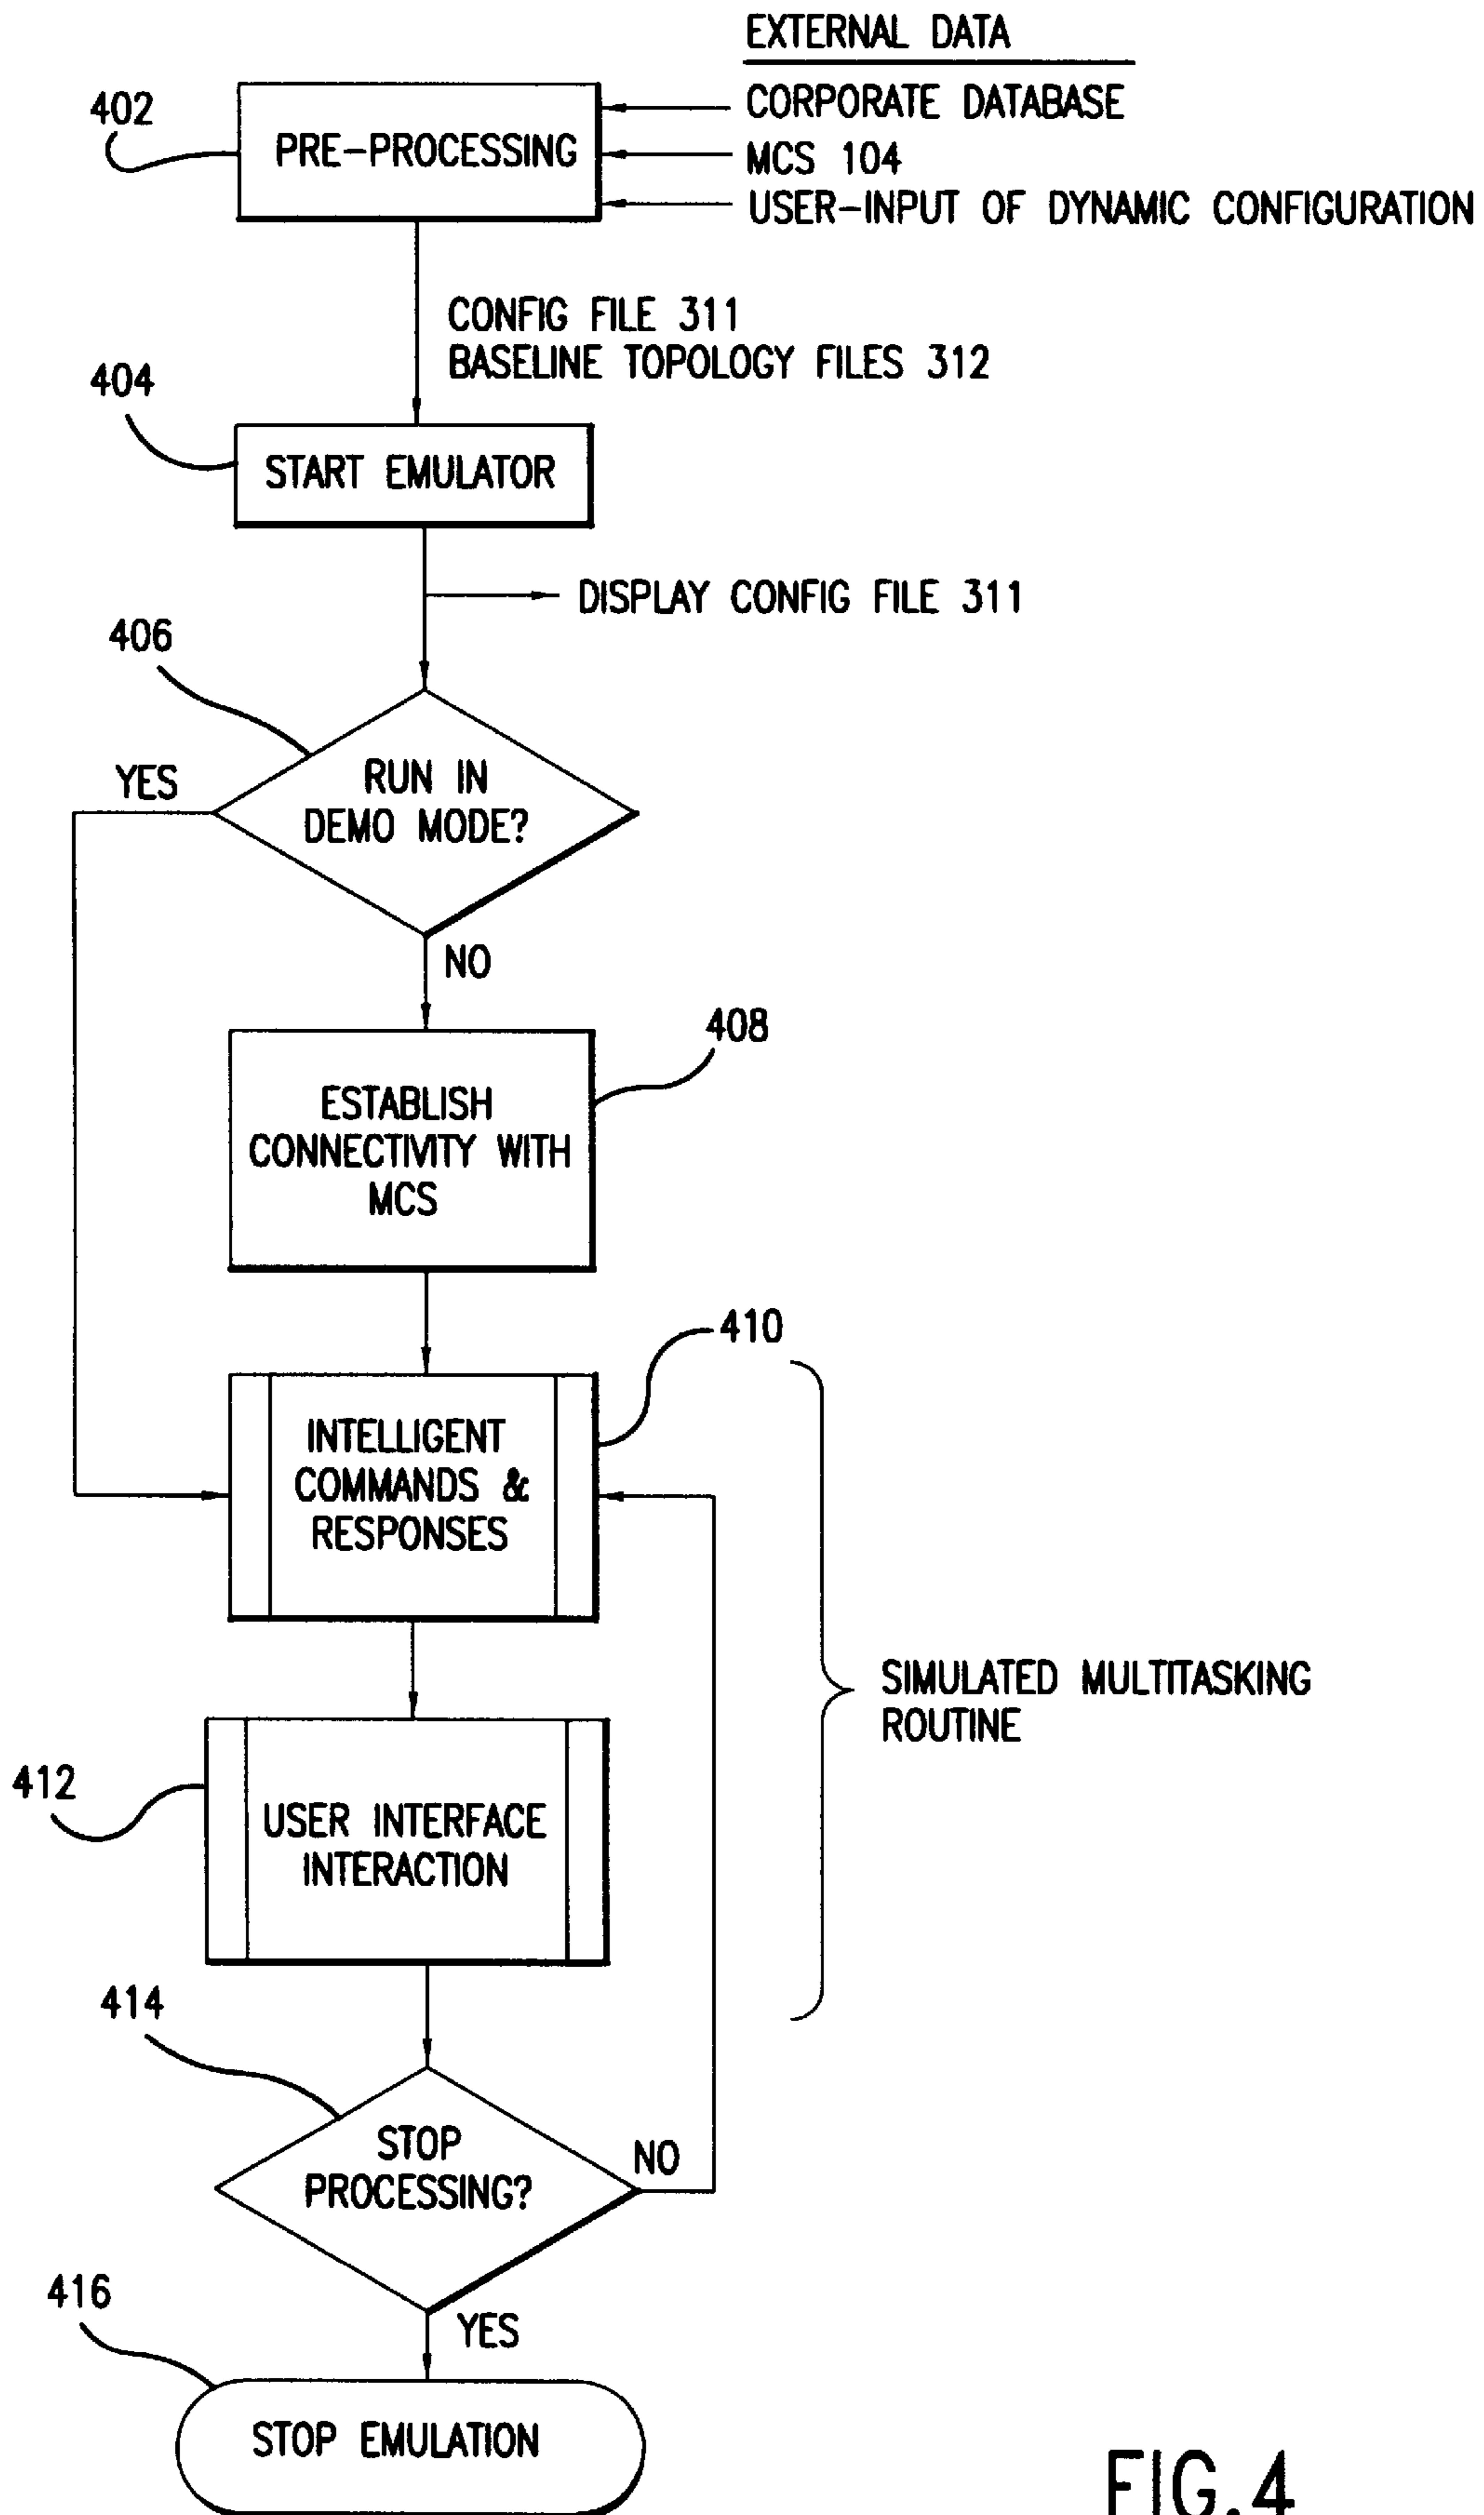 EXTERNAL DATA
402
PRE-PROCESSING
CORPORATE DATABASE
MCS 104
USER-INPUT OF DYNAMIC CONFIGURATION
CONFIG FILE 311
BASELINE TOPOLOGY FILES 312
404
START EMULATOR
DISPLAY CONFIG FILE 311
406
YES
RUN IN
DEMO MODE?
NO
408
ESTABLISH
CONNECTIVITY WITH
MCS
410
INTELLIGENT
COMMANDS &
RESPONSES
SIMULATED MULTITASKING
ROUTINE
412
USER INTERFACE
INTERACTION
414
STOP
PROCESSING?
NO
416
YES
STOP EMULATION
FIG.4